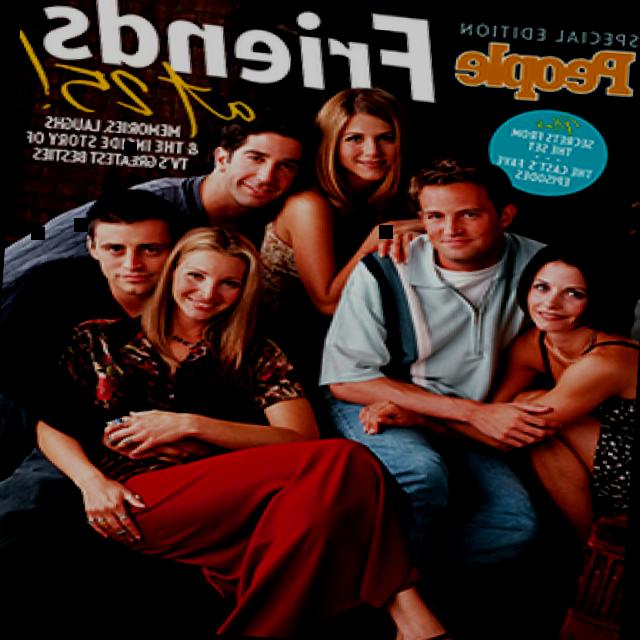 SPECIAL EDITION
People
Friends
at 25!
MEMORIES, LAUGHS
& THE INSIDE STORY OF
TV'S GREATEST BESTIES
Plus
SECRETS FROM
THE SET
THE CAST'S FAVE
EPISODES